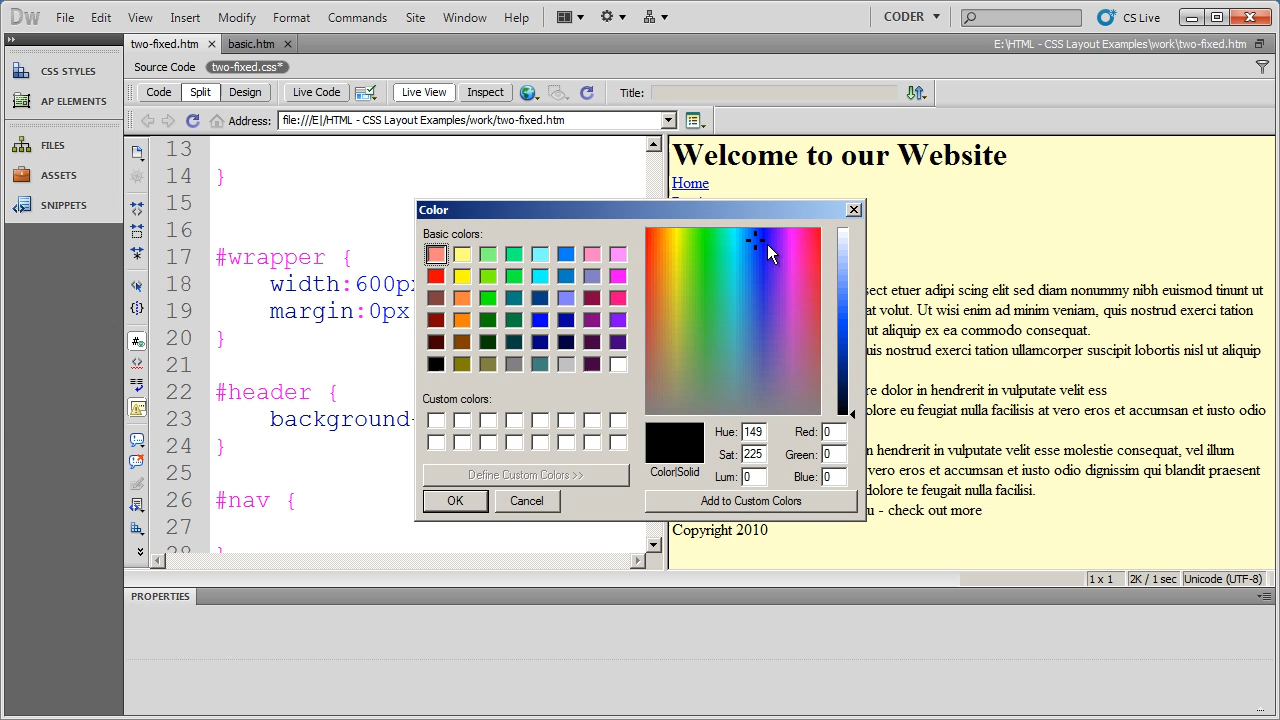 Dw File Edit View Insert Modify Format Commands Site Window Help CODER CS Live
two-fixed.htm basic.htm E:\HTML - CSS Layout Examples\work\two-fixed.htm
Source Code two-fixed.css*
Code Split Design Live Code Live View Inspect Title:
Address: file:///E|/HTML - CSS Layout Examples/work/two-fixed.htm
CSS STYLES
AP ELEMENTS
FILES
ASSETS
SNIPPETS
13
14 }
15
16
17 #wrapper {
18 width:600px
19 margin:0px
20 }
21
22 #header {
23 background-
24 }
25
26 #nav {
27
28
Color
Basic colors:
Custom colors:
Define Custom Colors >>
OK Cancel
Color|Solid
Hue: 149 Red: 0
Sat: 225 Green: 0
Lum: 0 Blue: 0
Add to Custom Colors
Welcome to our Website
Home
sect etuer adipi scing elit sed diam nonummy nibh euismod tinunt ut
at volut. Ut wisi enim ad minim veniam, quis nostrud exerci tation
ut aliquip ex ea commodo consequat.
uis nostrud exerci tation ullamcorper suscipit lobortis nisl ut aliquip
re dolor in hendrerit in vulputate velit ess
olore eu feugiat nulla facilisis at vero eros et accumsan et iusto odio
n hendrerit in vulputate velit esse molestie consequat, vel illum
vero eros et accumsan et iusto odio dignissim qui blandit praesent
dolore te feugait nulla facilisi.
u - check out more
Copyright 2010
1 x 1 2K / 1 sec Unicode (UTF-8)
PROPERTIES